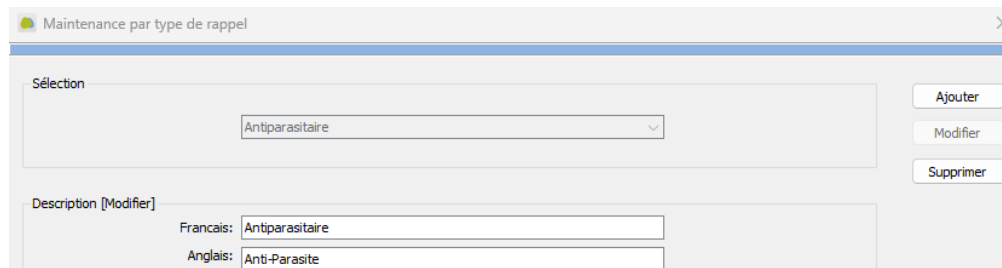 Maintenance par type de rappel
Sélection
Antiparasitaire
Ajouter
Modifier
Supprimer
Description [Modifier]
Francais: Antiparasitaire
Anglais: Anti-Parasite